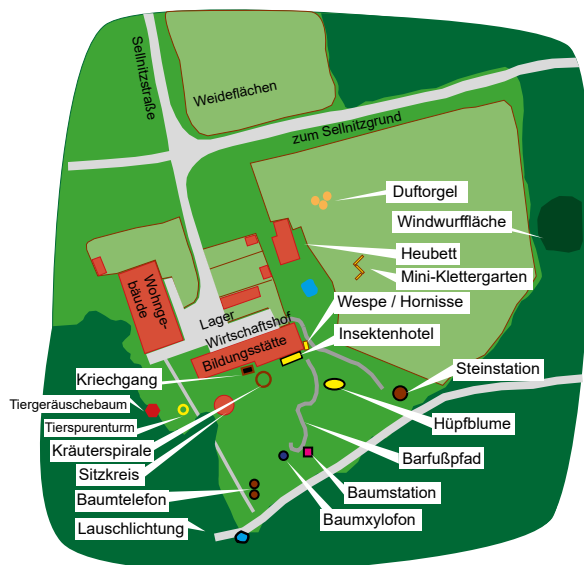 Sellnitzstraße
Weideflächen
zum Sellnitzgrund
Duftorgel
Windwurffläche
Heubett
Mini-Klettergarten
Wespe / Hornisse
Insektenhotel
Wohnge-
bäude
Lager
Wirtschaftshof
Bildungsstätte
Steinstation
Kriechgang
Tiergeräuschebaum
Tierspurenturm
Hüpfblume
Kräuterspirale
Barfußpfad
Sitzkreis
Baumstation
Baumtelefon
Baumxylofon
Lauschlichtung